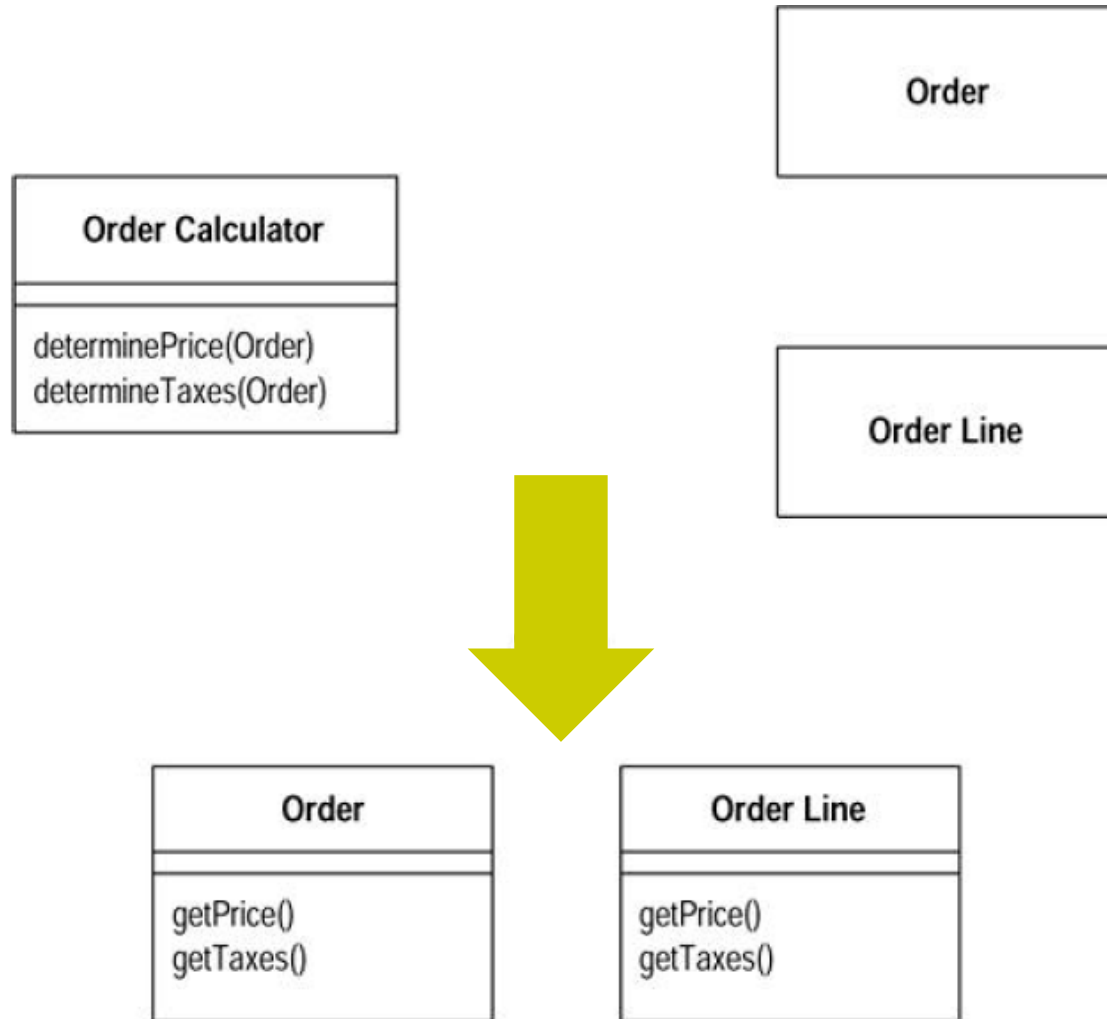 Order
Order Calculator
determinePrice(Order)
determineTaxes(Order)
Order Line
Order
getPrice()
getTaxes()
Order Line
getPrice()
getTaxes()